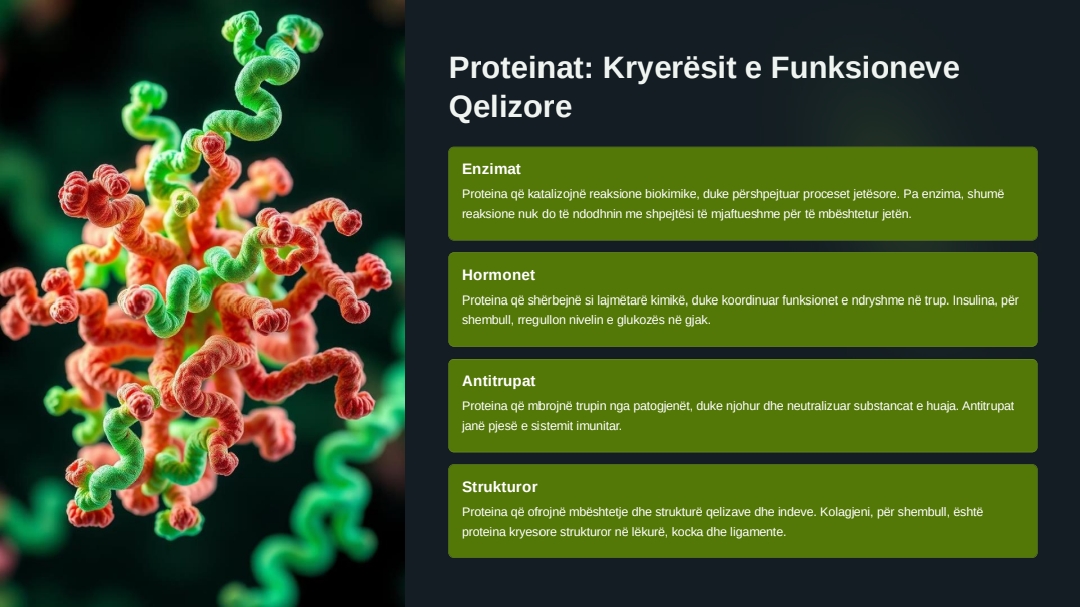 Proteinat: Kryerësit e Funksioneve
Qelizore
Enzimat
Proteina që katalizojnë reaksione biokimike, duke përshpejtuar proceset jetësore. Pa enzima, shumë
reaksione nuk do të ndodhnin me shpejtësi të mjaftueshme për të mbështetur jetën.
Hormonet
Proteina që shërbejnë si lajmëtarë kimikë, duke koordinuar funksionet e ndryshme në trup. Insulina, për
shembull, rregullon nivelin e glukozës në gjak.
Antitrupat
Proteina që mbrojnë trupin nga patogjenët, duke njohur dhe neutralizuar substancat e huaja. Antitrupat
janë pjesë e sistemit imunitar.
Strukturor
Proteina që ofrojnë mbështetje dhe strukturë qelizave dhe indeve. Kolagjeni, për shembull, është
proteina kryesore strukturor në lëkurë, kocka dhe ligamente.